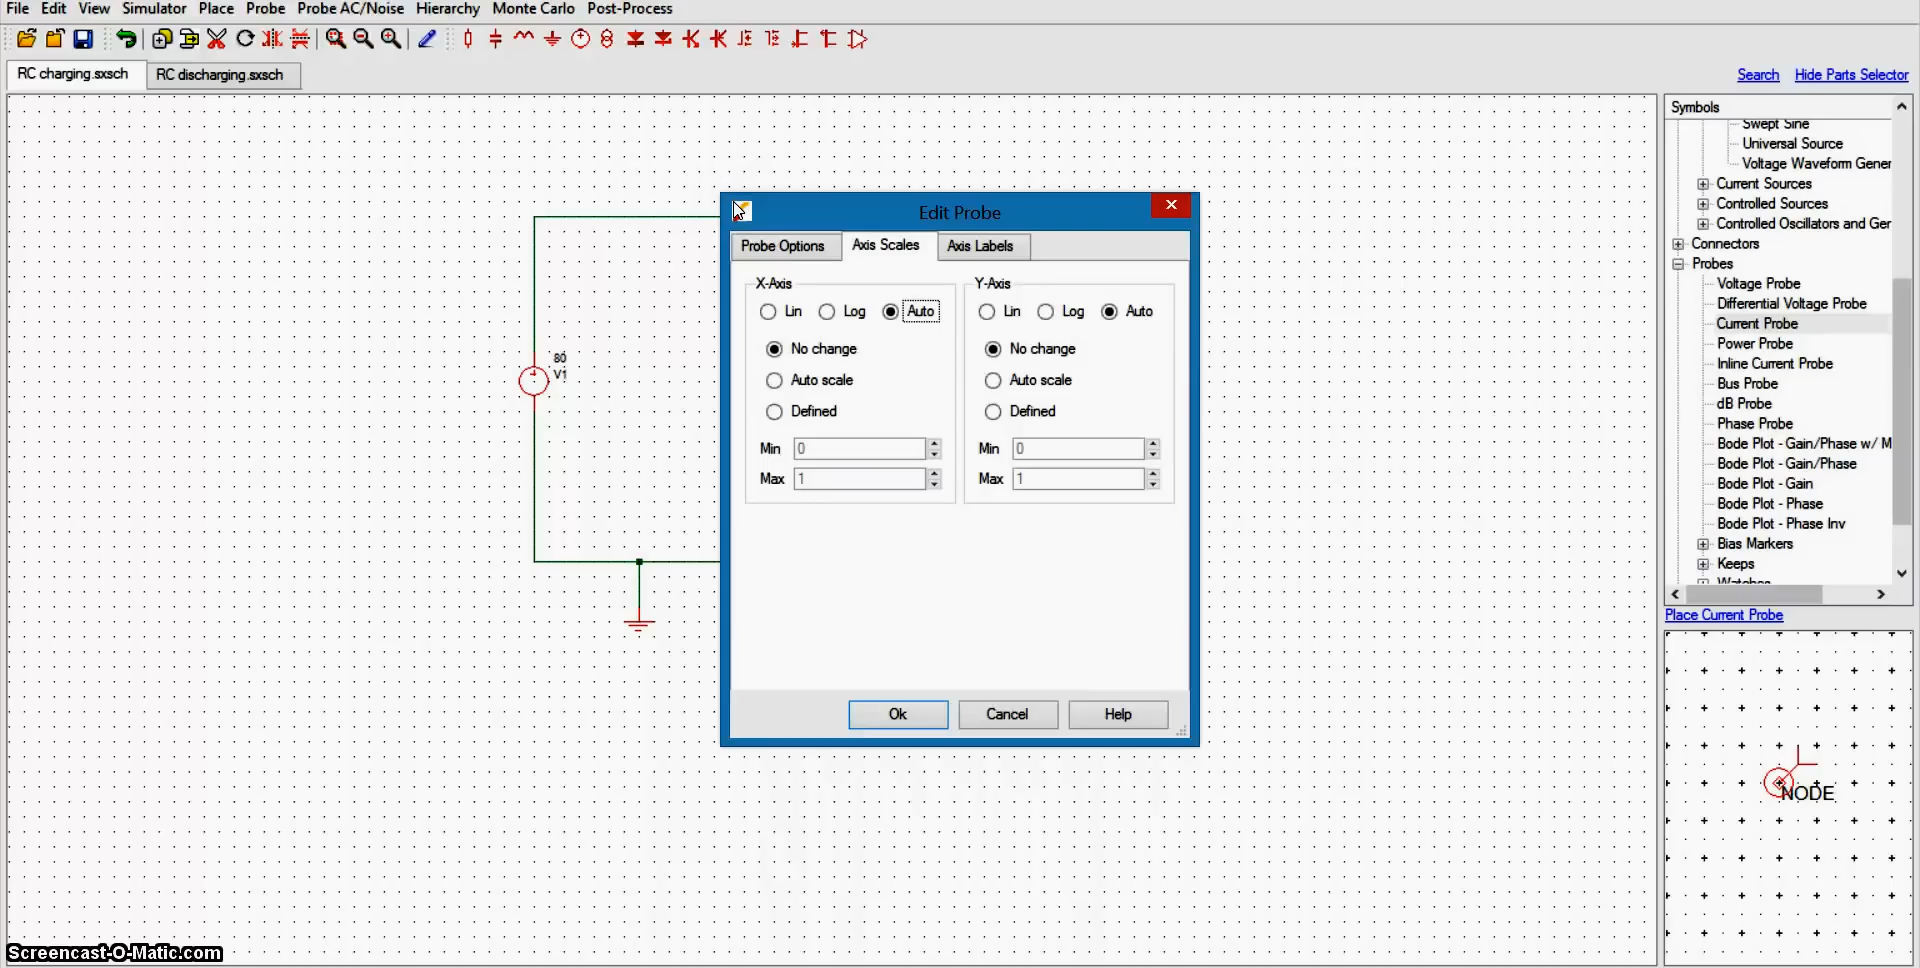 File Edit View Simulator Place Probe Probe AC/Noise Hierarchy Monte Carlo Post-Process
RC charging.sxsch RC discharging.sxsch
Search Hide Parts Selector
Symbols
Swept Sine
Universal Source
Voltage Waveform Gener
Current Sources
Controlled Sources
Controlled Oscillators and Ger
Connectors
Probes
Voltage Probe
Differential Voltage Probe
Current Probe
Power Probe
Inline Current Probe
Bus Probe
dB Probe
Phase Probe
Bode Plot - Gain/Phase w/ M
Bode Plot - Gain/Phase
Bode Plot - Gain
Bode Plot - Phase
Bode Plot - Phase Inv
Bias Markers
Keeps
Watches
Place Current Probe
NODE
80
V1
Edit Probe
Probe Options Axis Scales Axis Labels
X-Axis
Lin Log Auto
No change
Auto scale
Defined
Min 0
Max 1
Y-Axis
Lin Log Auto
No change
Auto scale
Defined
Min 0
Max 1
Ok Cancel Help
Screencast-O-Matic.com